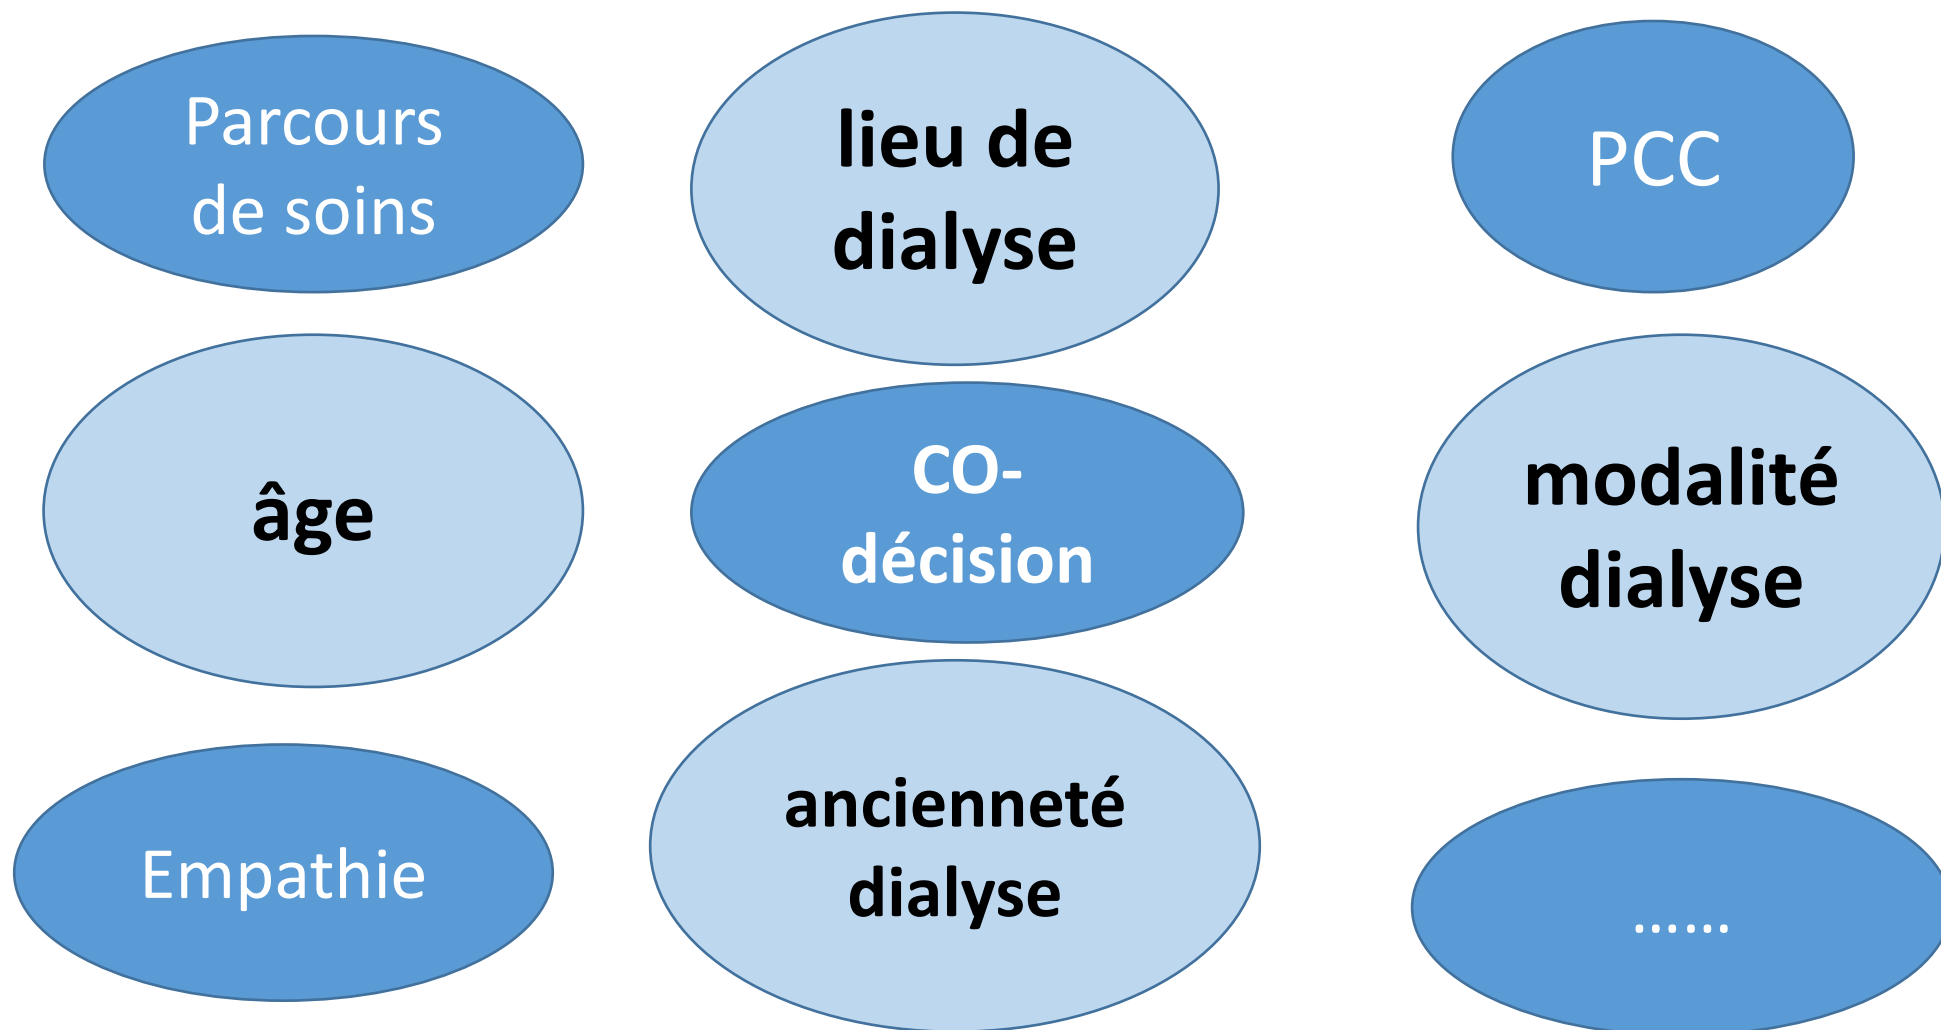 Parcours
de soins
lieu de
dialyse
PCC
âge
CO-
décision
modalité
dialyse
Empathie
ancienneté
dialyse
......